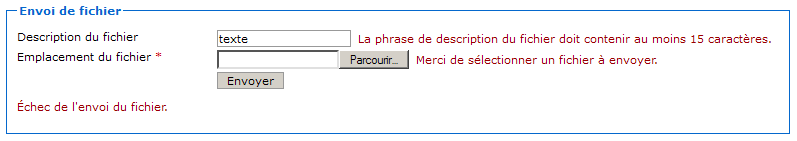 Envoi de fichier
Description du fichier texte La phrase de description du fichier doit contenir au moins 15 caractères.
Emplacement du fichier * Parcourir... Merci de sélectionner un fichier à envoyer.
Envoyer
Échec de l'envoi du fichier.